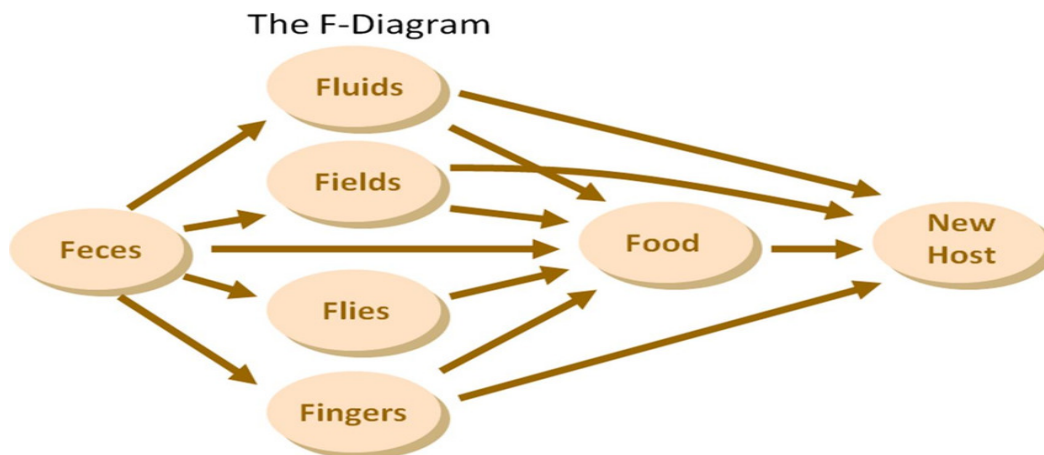 The F-Diagram
Fluids
Fields
Feces
Food
New
Host
Flies
Fingers